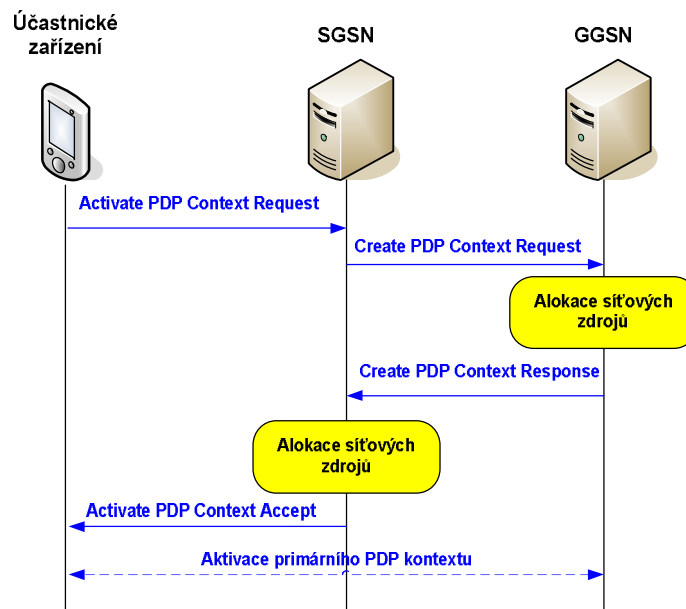 Účastnické
zařízení
SGSN
GGSN
Activate PDP Context Request
Create PDP Context Request
Alokace síťových
zdrojů
Create PDP Context Response
Alokace síťových
zdrojů
Activate PDP Context Accept
Aktivace primárního PDP kontextu